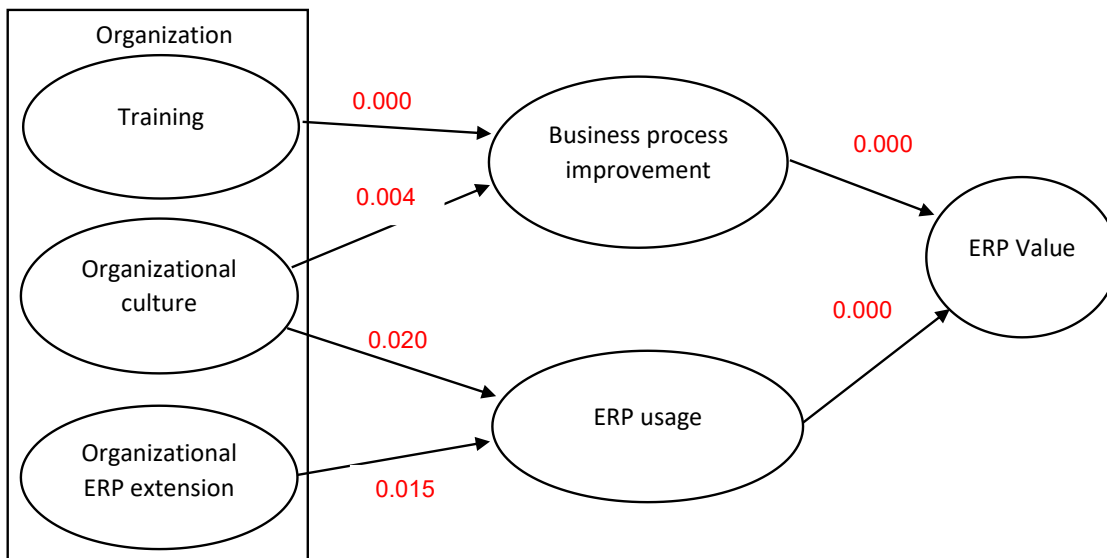 Organization
Training
0.000
Business process
improvement
0.000
0.004
Organizational
culture
ERP Value
0.000
0.020
ERP usage
Organizational
ERP extension
0.015